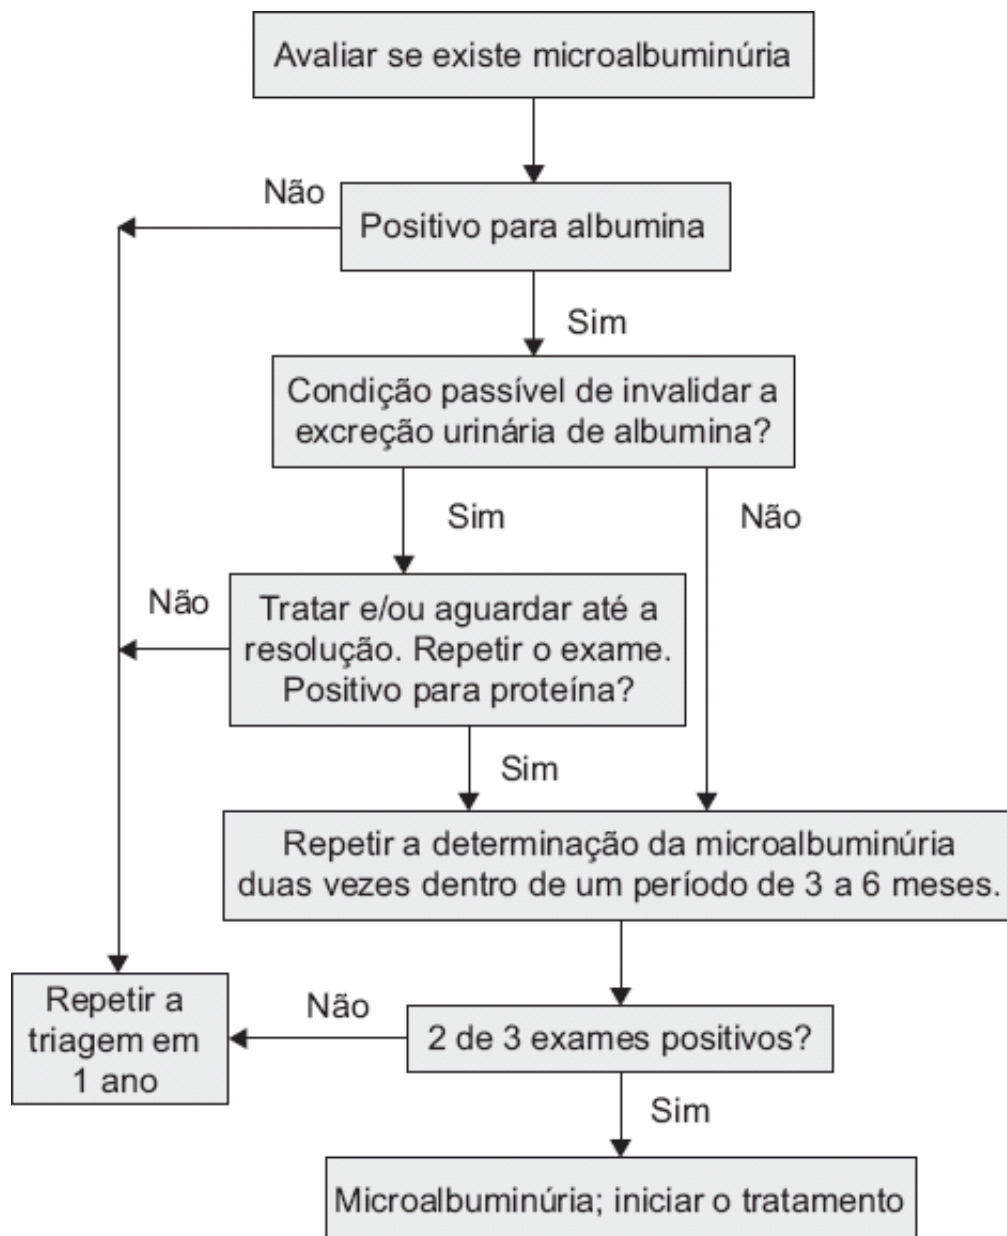 Avaliar se existe microalbuminúria
Não
Positivo para albumina
Sim
Condição passível de invalidar a
excreção urinária de albumina?
Sim
Não
Não
Tratar e/ou aguardar até a
resolução. Repetir o exame.
Positivo para proteína?
Sim
Repetir a determinação da microalbuminúria
duas vezes dentro de um período de 3 a 6 meses.
Repetir a
triagem em
1 ano
Não
2 de 3 exames positivos?
Sim
Microalbuminúria; iniciar o tratamento